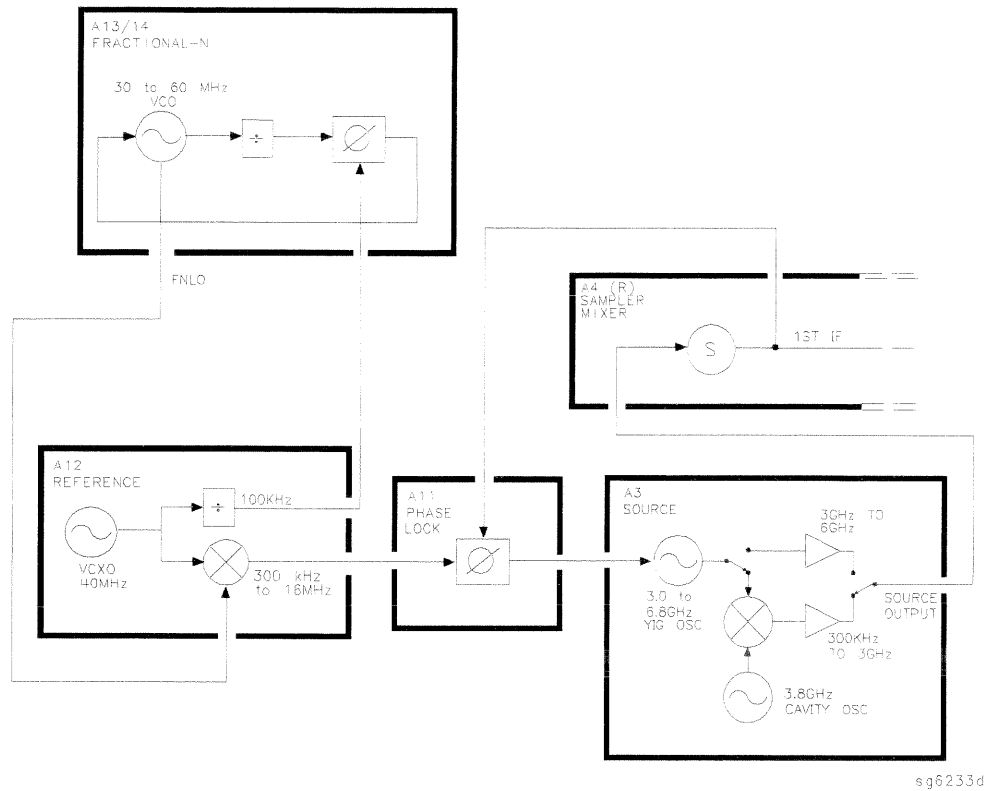 A13/14
FRACTIONAL-N
30 to 60 MHz
VCO
÷
FNLO
A4 (R)
SAMPLER
MIXER
S
1ST IF
A12
REFERENCE
÷
100KHz
VCXO
40MHz
300 kHz
to 16MHz
A11
PHASE
LOCK
A3
SOURCE
3GHz TO
6GHz
3.0 to
6.8GHz
YIG OSC
SOURCE
OUTPUT
300KHz
TO 3GHz
3.8GHz
CAVITY OSC
sg6233d